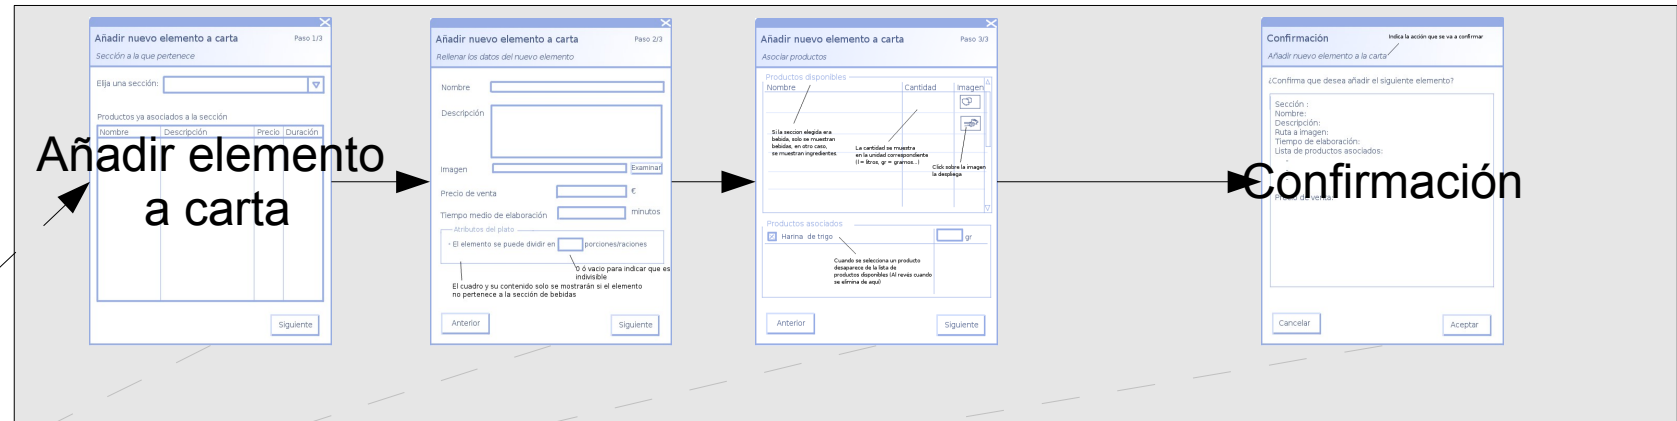 Añadir nuevo elemento a carta
Paso 1/3
Sección a la que pertenece
Elija una sección:
Productos ya asociados a la sección
Nombre Descripción Precio Duración
Añadir elemento
a carta
Siguiente
Añadir nuevo elemento a carta
Paso 2/3
Rellenar los datos del nuevo elemento
Nombre
Descripción
Imagen Examinar
Precio de venta €
Tiempo medio de elaboración minutos
Atributos del plato
- El elemento se puede dividir en porciones/raciones
0 ó vacio para indicar que es
indivisible
El cuadro y su contenido solo se mostrarán si el elemento
no pertenece a la sección de bebidas
Anterior Siguiente
Añadir nuevo elemento a carta
Paso 3/3
Asociar productos
Productos disponibles
Nombre Cantidad Imagen
Si la seccion elegida era
bebida, solo se muestran
bebidas, en otro caso,
se muestran ingredientes.
La cantidad se muestra
en la unidad correspondiente
(l = litros, gr = gramos...)
Click sobre la imagen
la despliega
Productos asociados
Harina de trigo gr
Cuando se selecciona un producto
desaparece de la lista de
productos disponibles (Al revés cuando
se elimina de aquí)
Anterior Siguiente
Confirmación
Indica la acción que se va a confirmar
Añadir nuevo elemento a la carta
¿Confirma que desea añadir el siguiente elemento?
Sección :
Nombre:
Descripción:
Ruta a imagen:
Tiempo de elaboración:
Lista de productos asociados:
-
Confirmación
Precio de venta:
Cancelar Aceptar